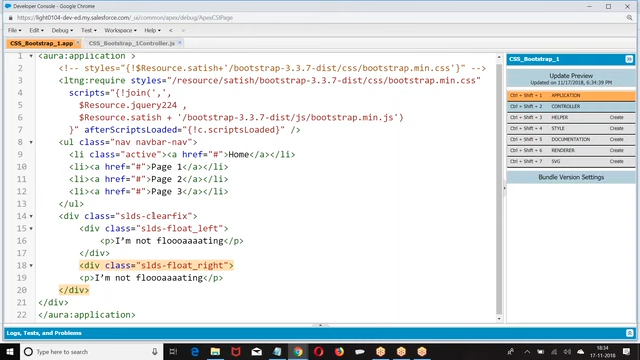 Developer Console - Google Chrome
https://light0104-dev-ed.my.salesforce.com/_ui/common/apex/debug/ApexCSIPage
File Edit Debug Test Workspace Help < >
CSS_Bootstrap_1.app CSS_Bootstrap_1Controller.js
1 <aura:application >
2 <!-- styles="{!$Resource.satish+'/bootstrap-3.3.7-dist/css/bootstrap.min.css'}" -->
3 <ltng:require styles="/resource/satish/bootstrap-3.3.7-dist/css/bootstrap.min.css"
4 scripts="{!join(',',
5 $Resource.jquery224 ,
6 $Resource.satish + '/bootstrap-3.3.7-dist/js/bootstrap.min.js')
7 }" afterScriptsLoaded="{!c.scriptsLoaded}" />
8 <ul class="nav navbar-nav">
9 <li class="active"><a href="#">Home</a></li>
10 <li><a href="#">Page 1</a></li>
11 <li><a href="#">Page 2</a></li>
12 <li><a href="#">Page 3</a></li>
13 </ul>
14 <div class="slds-clearfix">
15 <div class="slds-float_left">
16 <p>I’m not floooaaaating</p>
17 </div>
18 <div class="slds-float_right">
19 <p>I’m not floooaaaating</p>
20 </div>
21 </div>
22 </aura:application>
CSS_Bootstrap_1
Update Preview
Updated on 11/17/2018, 6:34:39 PM
Ctrl + Shift + 1 APPLICATION
Ctrl + Shift + 2 CONTROLLER
Ctrl + Shift + 3 HELPER Create
Ctrl + Shift + 4 STYLE Create
Ctrl + Shift + 5 DOCUMENTATION Create
Ctrl + Shift + 6 RENDERER Create
Ctrl + Shift + 7 SVG Create
Bundle Version Settings
Logs, Tests, and Problems
Type here to search
18:34
17-11-2018